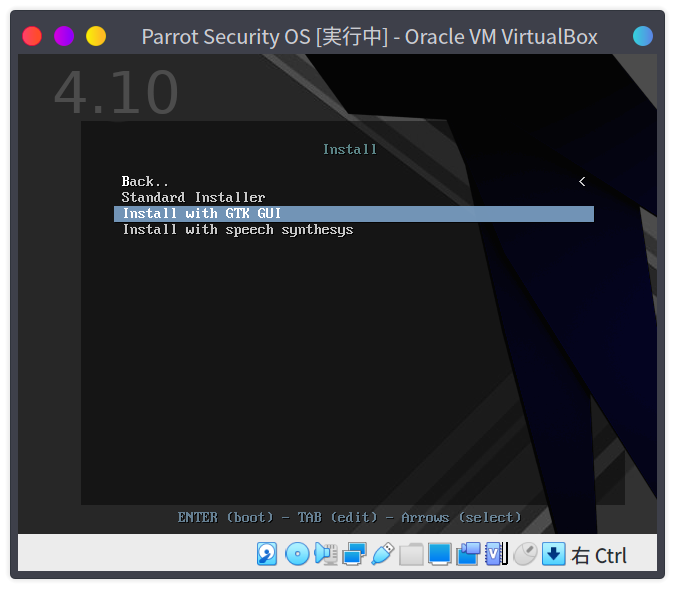 Parrot Security OS [実行中] - Oracle VM VirtualBox
4.10
Install
Back.. <
Standard Installer
Install with GTK GUI
Install with speech synthesys
ENTER (boot) - TAB (edit) - Arrows (select)
V
右 Ctrl